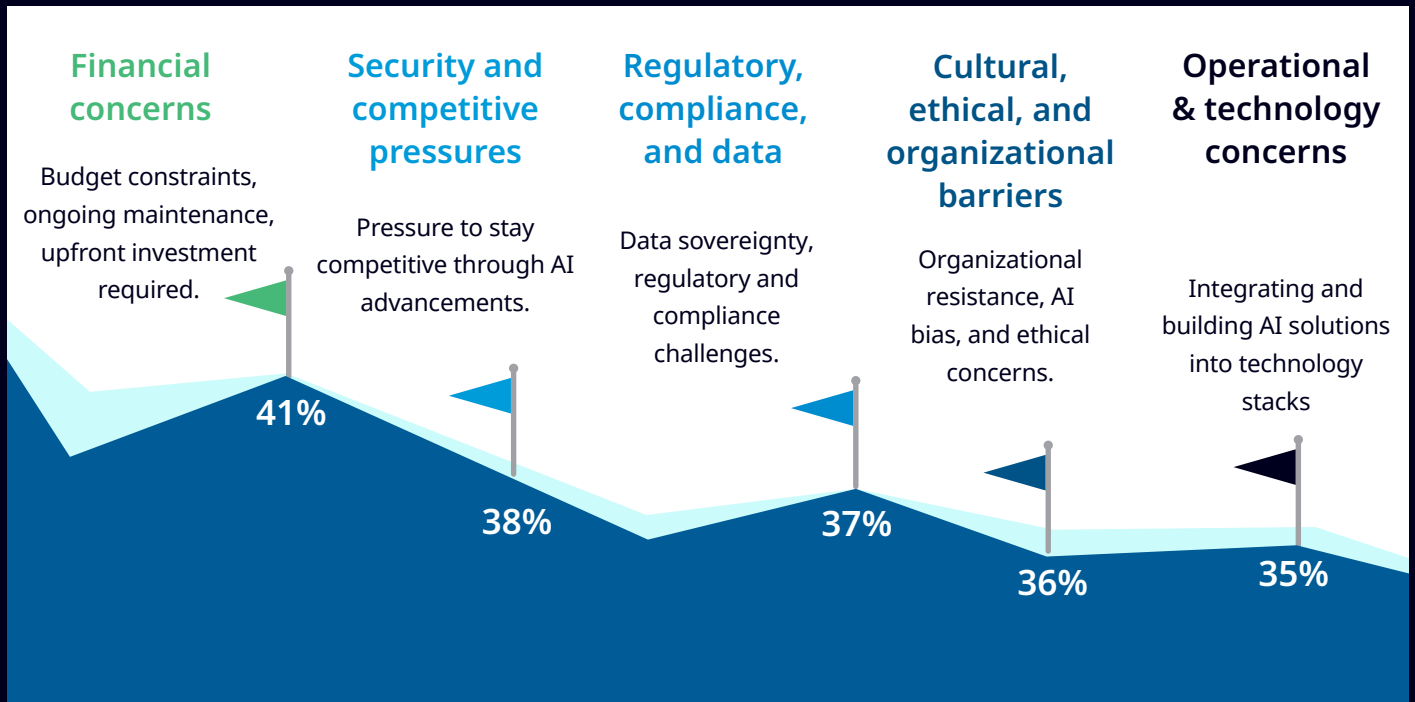 Financial
concerns
Budget constraints,
ongoing maintenance,
upfront investment
required.
41%
Security and
competitive
pressures
Pressure to stay
competitive through AI
advancements.
38%
Regulatory,
compliance,
and data
Data sovereignty,
regulatory and
compliance
challenges.
37%
Cultural,
ethical, and
organizational
barriers
Organizational
resistance, AI
bias, and ethical
concerns.
36%
Operational
& technology
concerns
Integrating and
building AI solutions
into technology
stacks
35%